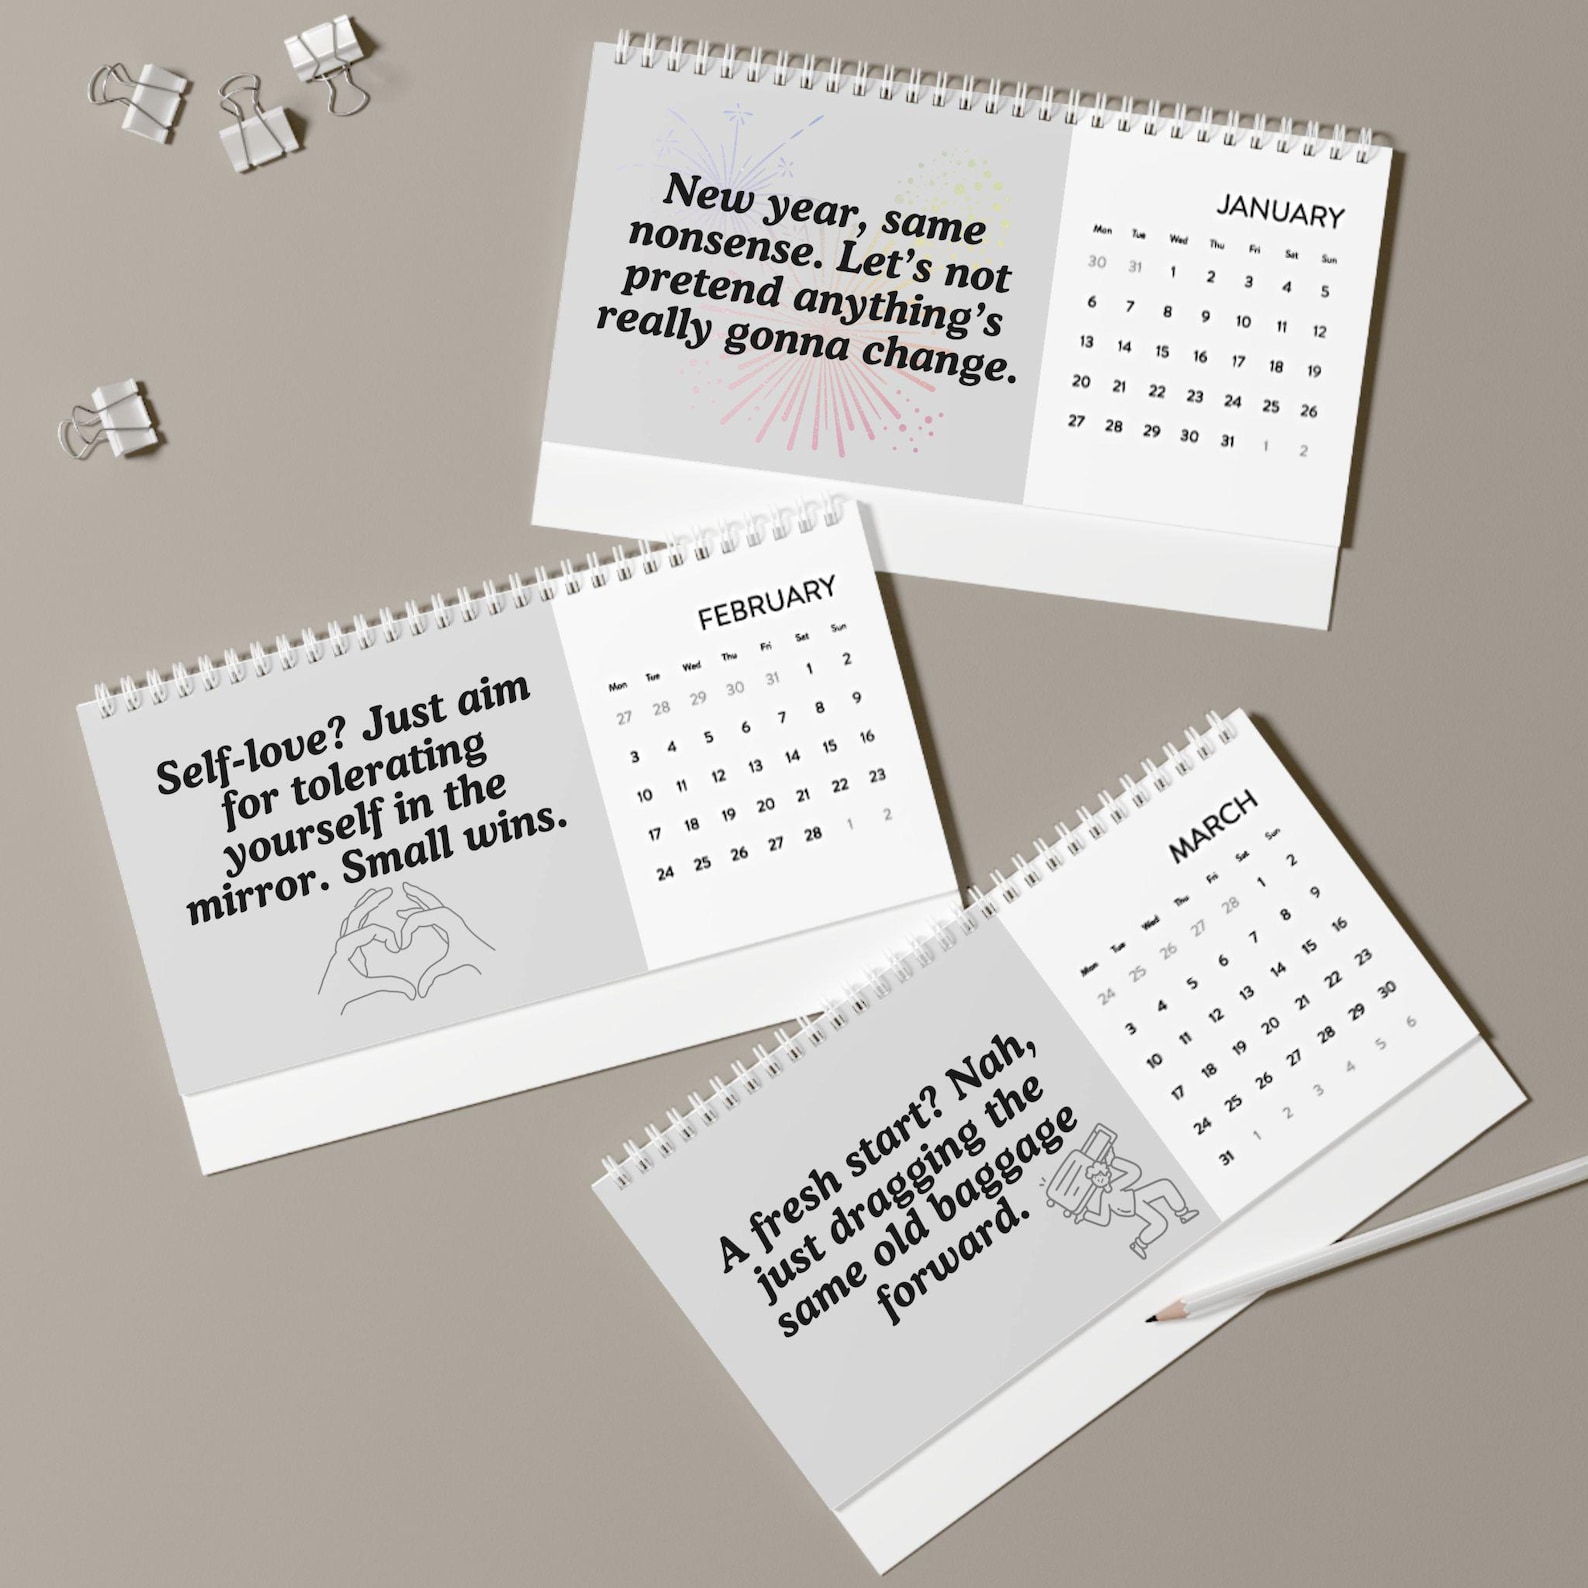 New year, same
nonsense. Let's not
pretend anything's
really gonna change.
JANUARY
Mon Tue Wed Thu Fri Sat Sun
30 31 1 2 3 4 5
6 7 8 9 10 11 12
13 14 15 16 17 18 19
20 21 22 23 24 25 26
27 28 29 30 31 1 2
Self-love? Just aim
for tolerating
yourself in the
mirror. Small wins.
FEBRUARY
Mon Tue Wed Thu Fri Sat Sun
27 28 29 30 31 1 2
3 4 5 6 7 8 9
10 11 12 13 14 15 16
17 18 19 20 21 22 23
24 25 26 27 28 1 2
A fresh start? Nah,
just dragging the
same old baggage
forward.
MARCH
Mon Tue Wed Thu Fri Sat Sun
24 25 26 27 28 1 2
3 4 5 6 7 8 9
10 11 12 13 14 15 16
17 18 19 20 21 22 23
24 25 26 27 28 29 30
31 1 2 3 4 5 6